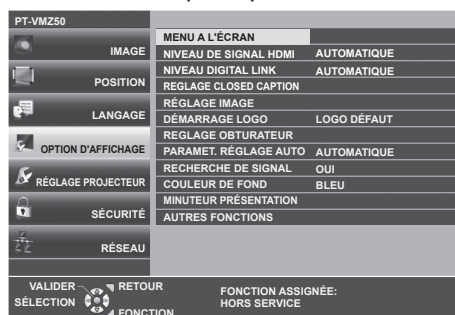 PT-VMZ50
IMAGE
POSITION
LANGAGE
OPTION D'AFFICHAGE
RÉGLAGE PROJECTEUR
SÉCURITÉ
RÉSEAU
MENU A L'ÉCRAN
NIVEAU DE SIGNAL HDMI AUTOMATIQUE
NIVEAU DIGITAL LINK AUTOMATIQUE
REGLAGE CLOSED CAPTION
RÉGLAGE IMAGE
DÉMARRAGE LOGO LOGO DÉFAUT
REGLAGE OBTURATEUR
PARAMET. RÉGLAGE AUTO AUTOMATIQUE
RECHERCHE DE SIGNAL OUI
COULEUR DE FOND BLEU
MINUTEUR PRÉSENTATION
AUTRES FONCTIONS
VALIDER RETOUR
SÉLECTION
FONCTION
FONCTION ASSIGNÉE:
HORS SERVICE